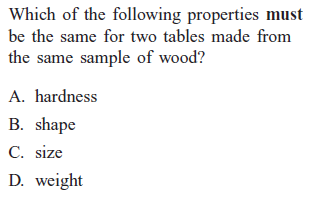 Which of the following properties must
be the same for two tables made from
the same sample of wood?
A. hardness
B. shape
C. size
D. weight